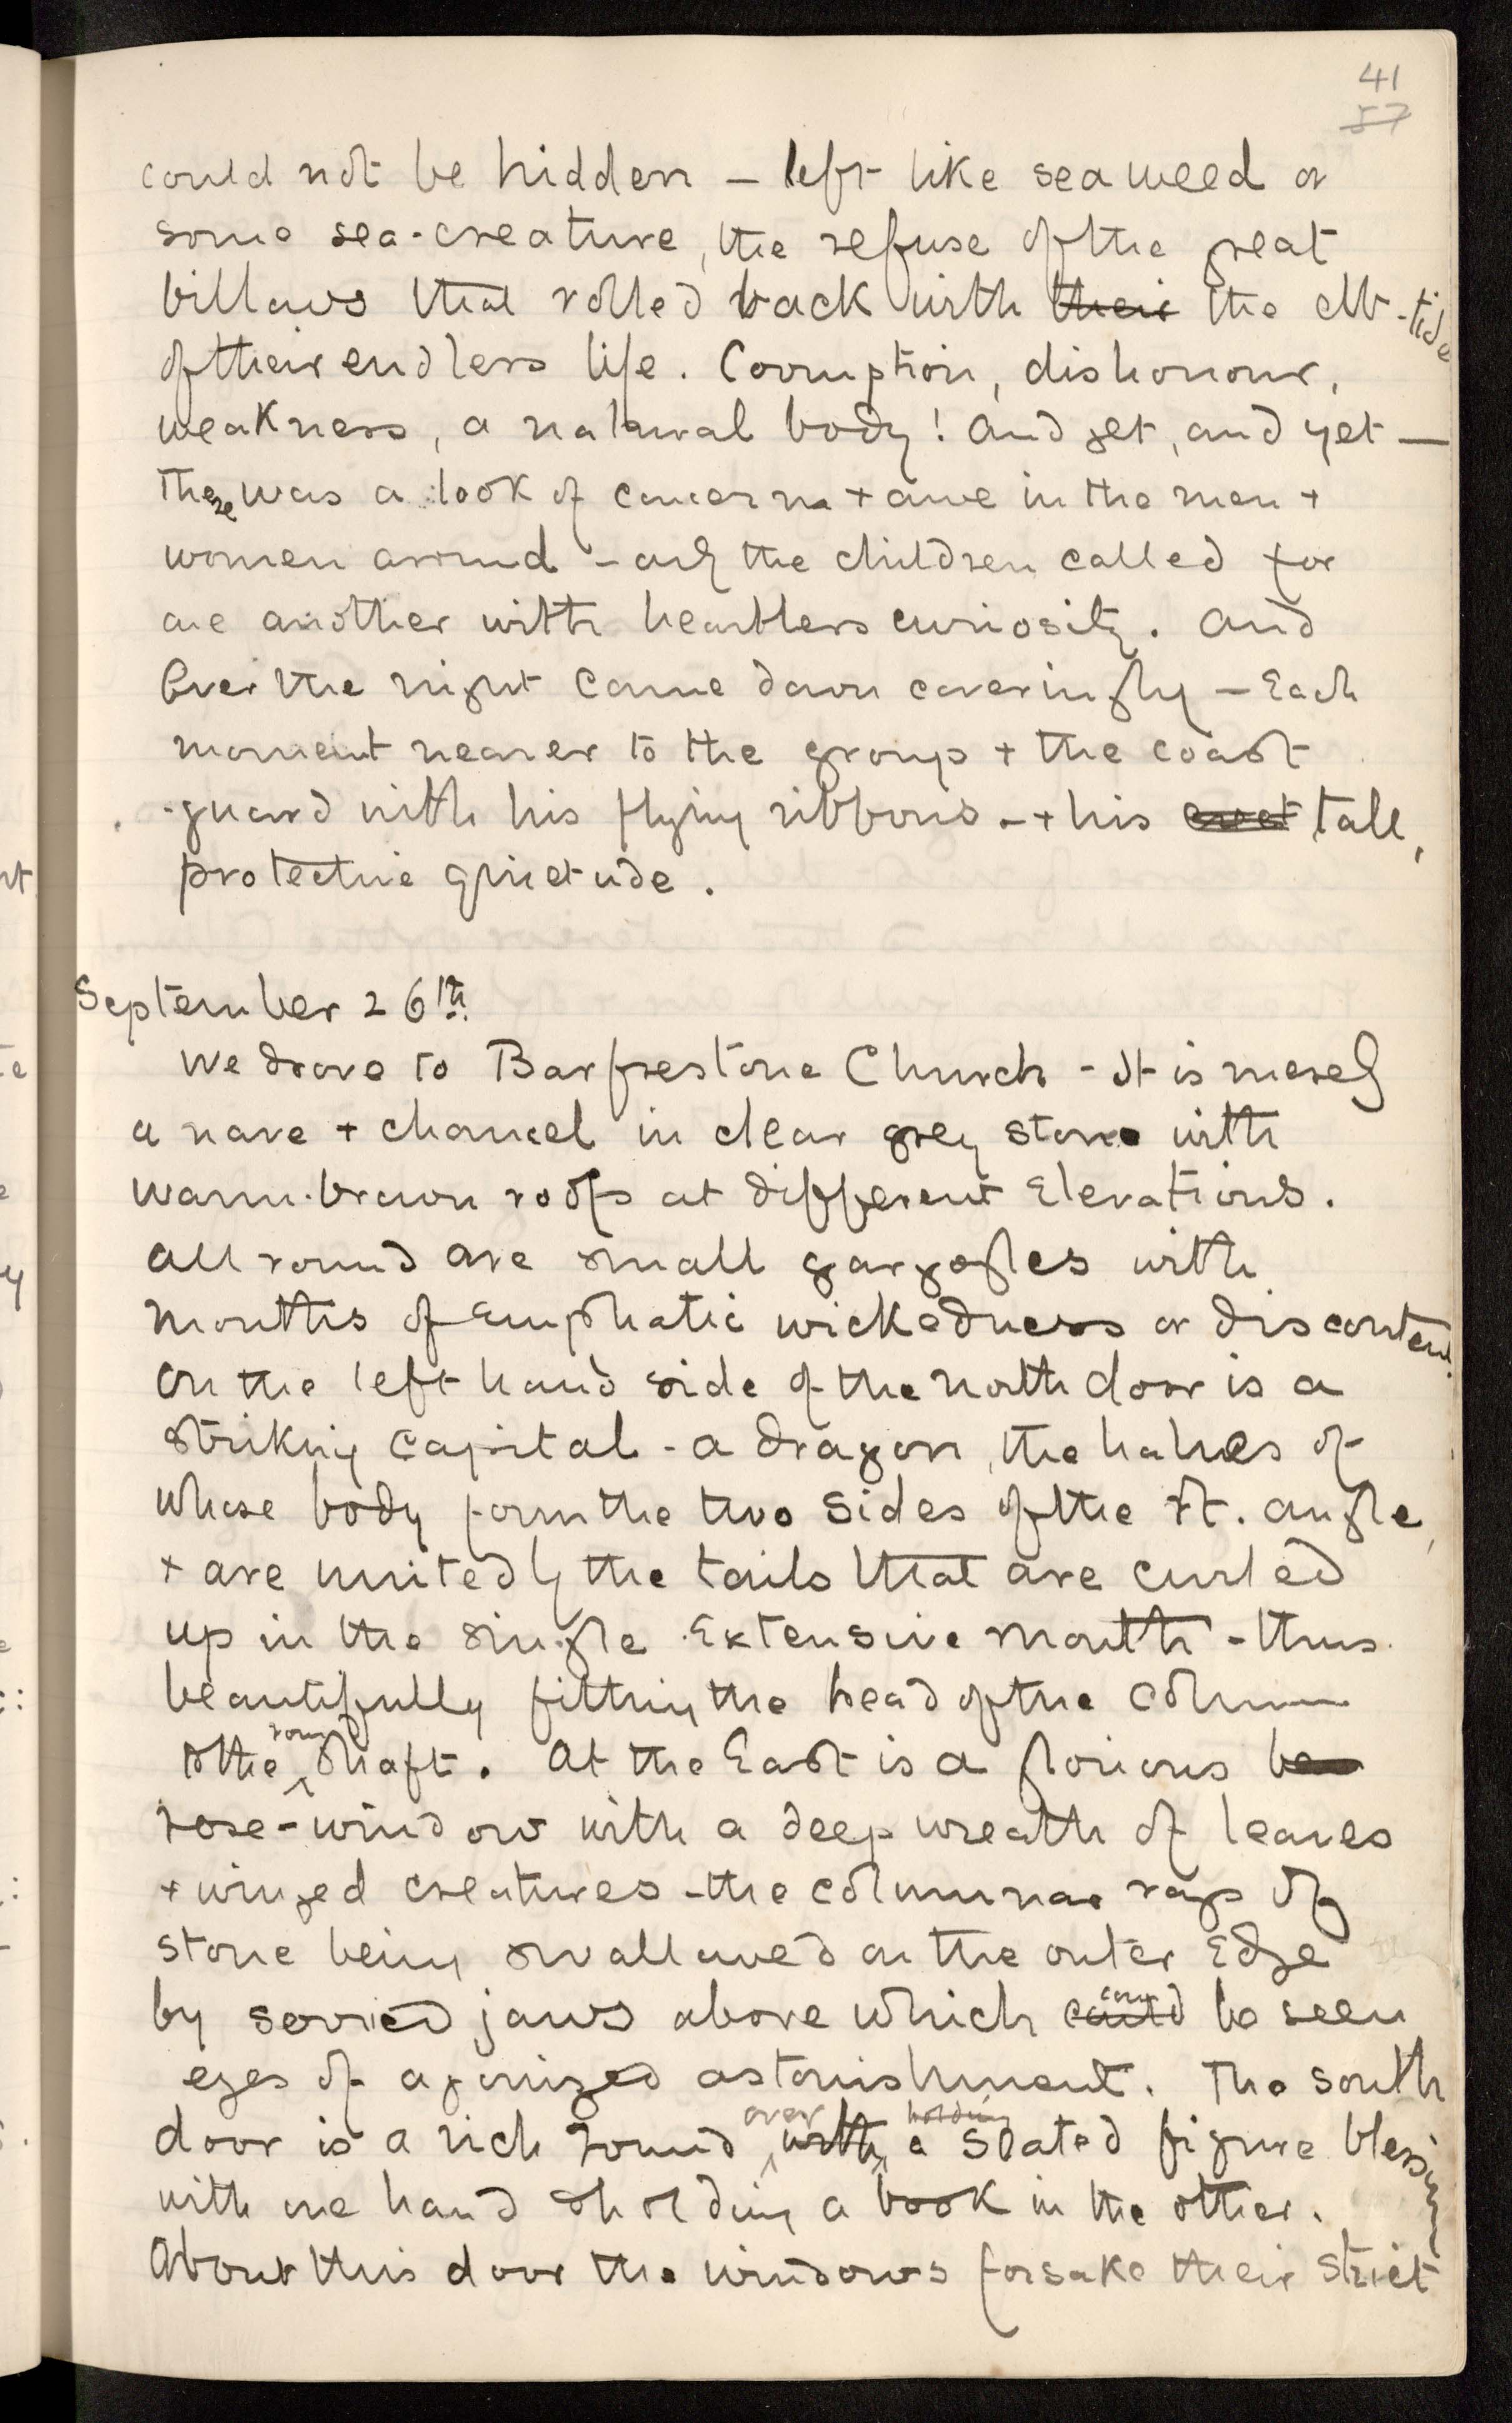 41
57
could not be hidden – left like seaweed or
some sea-creature, the refuse of the great
billows that rolled back with their the ebb-tide
of their endless life. Corruption, dishonour,
weakness, a natural body! And yet, and yet —
There was a look of concern + awe in the men +
women around – only the children called for
one another with heartless curiosity. And
Over the night came down coveringly – Each
moment nearer to the group + the coast
-guard with his flying ribbons – + his tall,
protective quietude.
September 26th.
We drove to Barfrestone Church – It is merely
a nave + chancel in clear grey stone with
warm-brown roofs at different Elevations.
All round are small gargoyles with
mouths of Emphatic wickedness or discontent.
On the left hand side of the north door is a
striking capital – a dragon, the halves of
whose body form the two sides of the rt. angle,
+ are united by the tails that are curled
up in the single Extensive mouth – thus
beautifully fitting the head of the column
to the round shaft. At the East is a glorious
rose-window with a deep wreath of leaves
+ winged creatures – the columnar rays of
stone being swallowed on the outer Edge
by serried jaws above which can be seen
eyes of agonized astonishment. The South
door is a rich round over with holding a seated figure blessing
with one hand + holding a book in the other.
About this door the windows forsake their strict